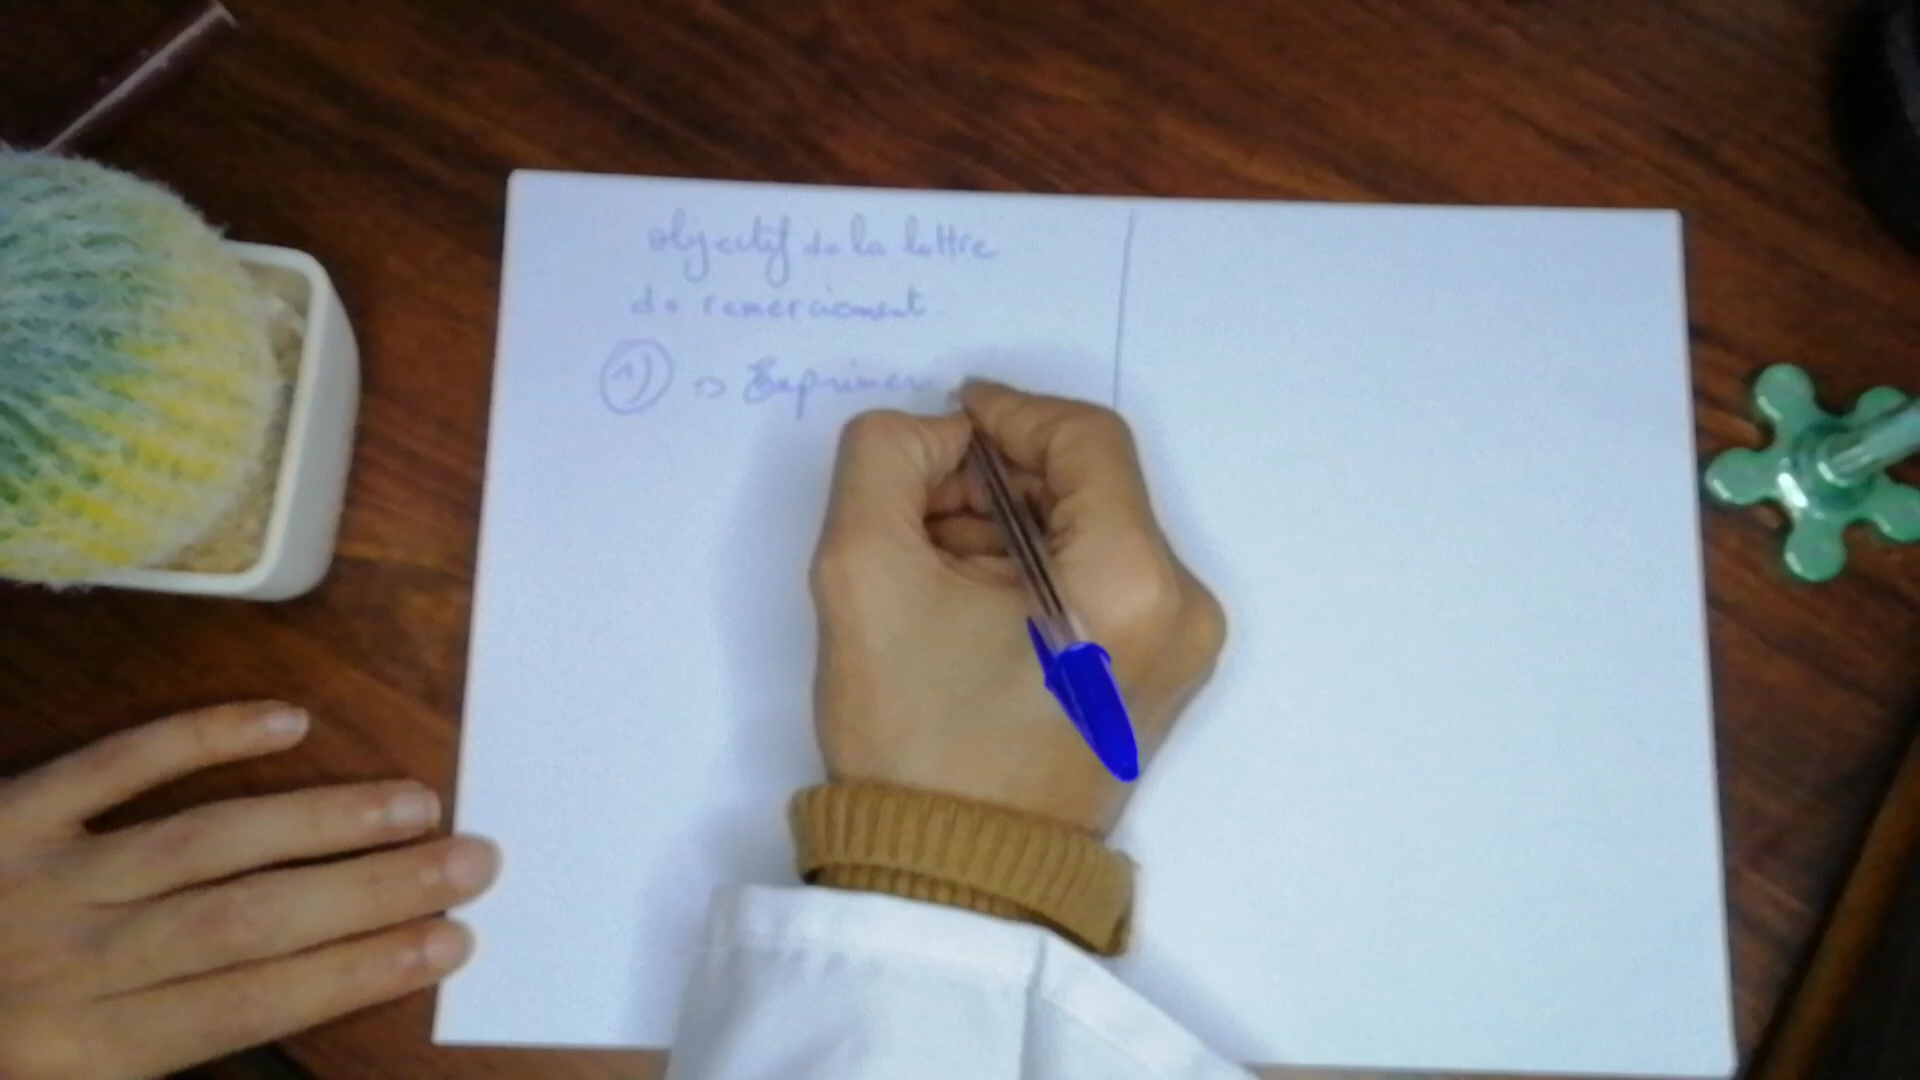 objectif de la lettre
de remerciement
1) => Exprimer